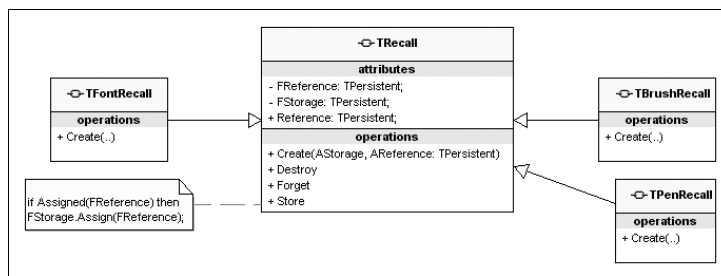 TRecall
attributes
- FReference: TPersistent;
- FStorage: TPersistent;
+ Reference: TPersistent;
operations
+ Create(AStorage, AReference: TPersistent)
+ Destroy
+ Forget
+ Store
TFontRecall
operations
+ Create(..)
if Assigned(FReference) then
FStorage.Assign(FReference);
TBrushRecall
operations
+ Create(..)
TPenRecall
operations
+ Create(..)